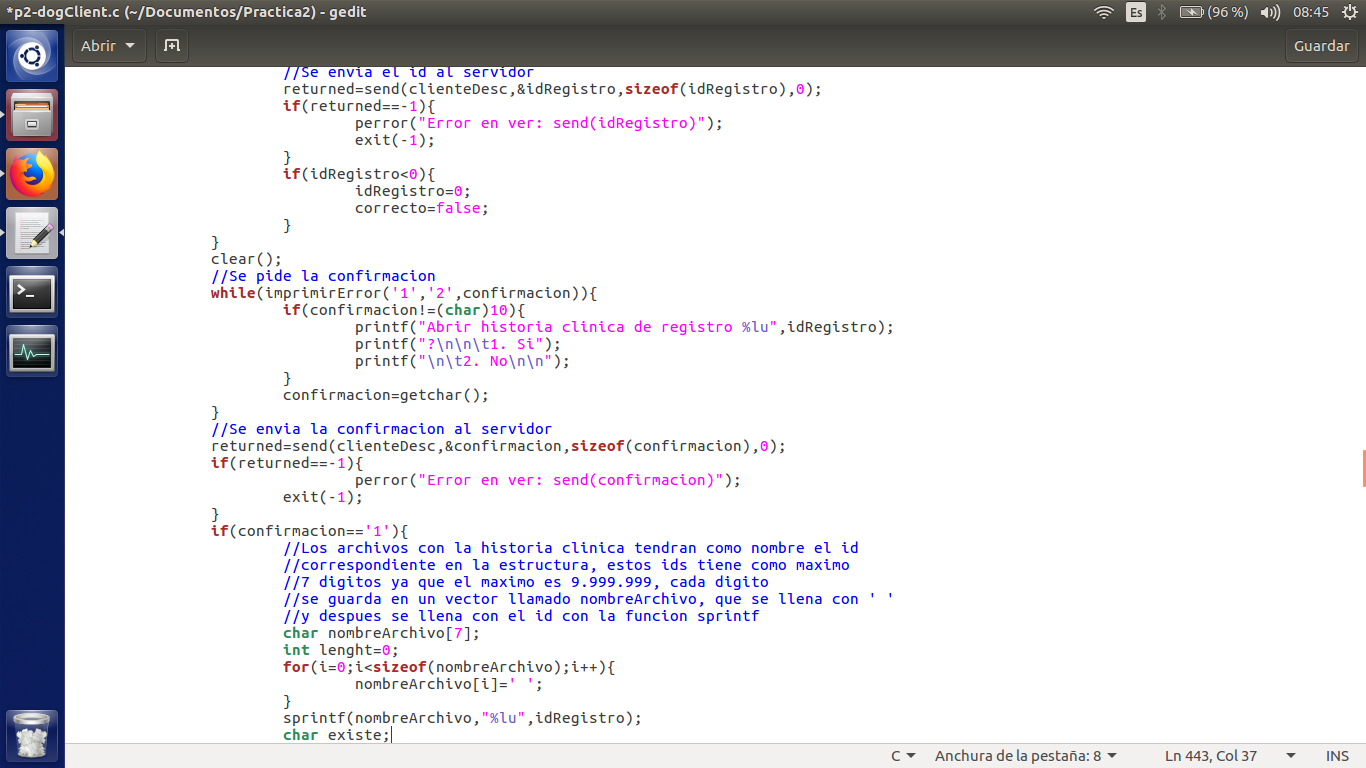 *p2-dogClient.c (~/Documentos/Practica2) - gedit
Es
(96 %)
08:45
Abrir
Guardar
//Se envia el id al servidor
returned=send(clienteDesc,&idRegistro,sizeof(idRegistro),0);
if(returned==-1){
perror("Error en ver: send(idRegistro)");
exit(-1);
}
if(idRegistro<0){
idRegistro=0;
correcto=false;
}
}
clear();
//Se pide la confirmacion
while(imprimirError('1','2',confirmacion)){
if(confirmacion!=(char)10){
printf("Abrir historia clinica de registro %lu",idRegistro);
printf("?\n\n\t1. Si");
printf("\n\t2. No\n\n");
}
confirmacion=getchar();
}
//Se envia la confirmacion al servidor
returned=send(clienteDesc,&confirmacion,sizeof(confirmacion),0);
if(returned==-1){
perror("Error en ver: send(confirmacion)");
exit(-1);
}
if(confirmacion=='1'){
//Los archivos con la historia clinica tendran como nombre el id
//correspondiente en la estructura, estos ids tiene como maximo
//7 digitos ya que el maximo es 9.999.999, cada digito
//se guarda en un vector llamado nombreArchivo, que se llena con ' '
//y despues se llena con el id con la funcion sprintf
char nombreArchivo[7];
int lenght=0;
for(i=0;i<sizeof(nombreArchivo);i++){
nombreArchivo[i]=' ';
}
sprintf(nombreArchivo,"%lu",idRegistro);
char existe;
C
Anchura de la pestaña: 8
Ln 443, Col 37
INS